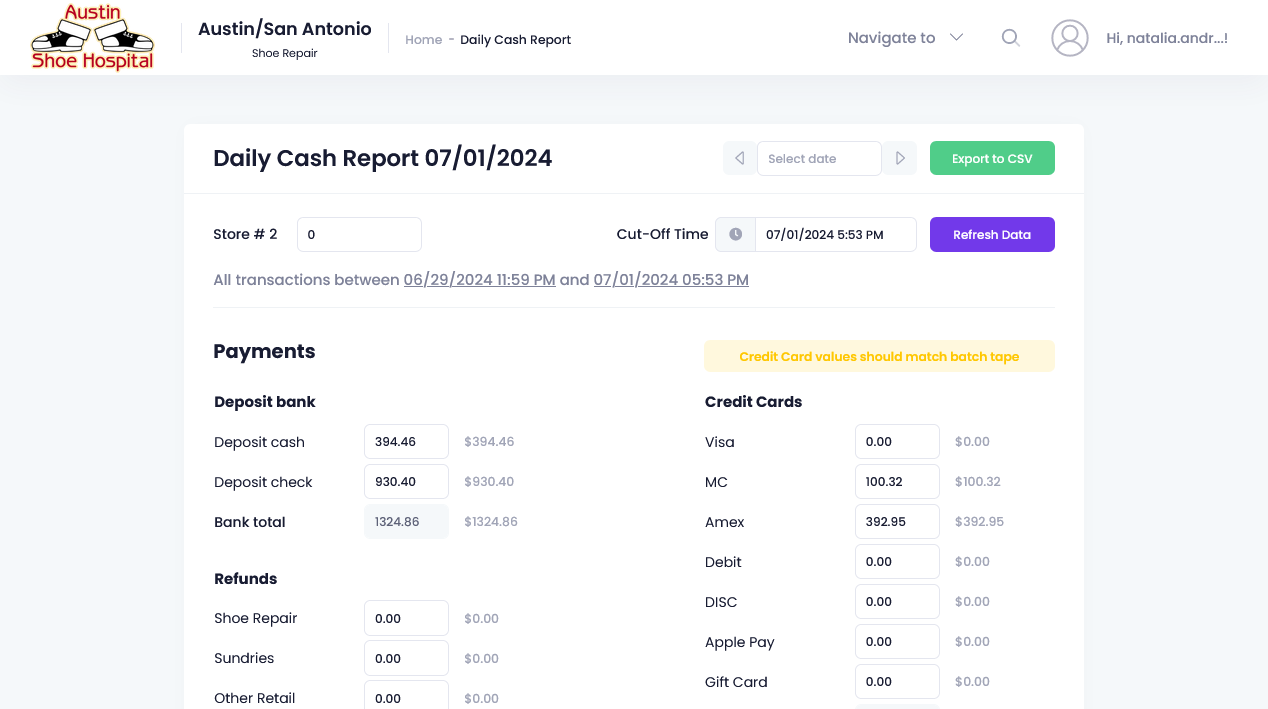 Austin
Shoe Hospital
Austin/San Antonio
Shoe Repair
Home - Daily Cash Report
Navigate to
Hi, natalia.andr...!
Daily Cash Report 07/01/2024
Select date
Export to CSV
Store # 2 0
Cut-Off Time 07/01/2024 5:53 PM
Refresh Data
All transactions between 06/29/2024 11:59 PM and 07/01/2024 05:53 PM
Payments
Credit Card values should match batch tape
Deposit bank
Deposit cash 394.46 $394.46
Deposit check 930.40 $930.40
Bank total 1324.86 $1324.86
Refunds
Shoe Repair 0.00 $0.00
Sundries 0.00 $0.00
Other Retail 0.00 $0.00
Credit Cards
Visa 0.00 $0.00
MC 100.32 $100.32
Amex 392.95 $392.95
Debit 0.00 $0.00
DISC 0.00 $0.00
Apple Pay 0.00 $0.00
Gift Card 0.00 $0.00